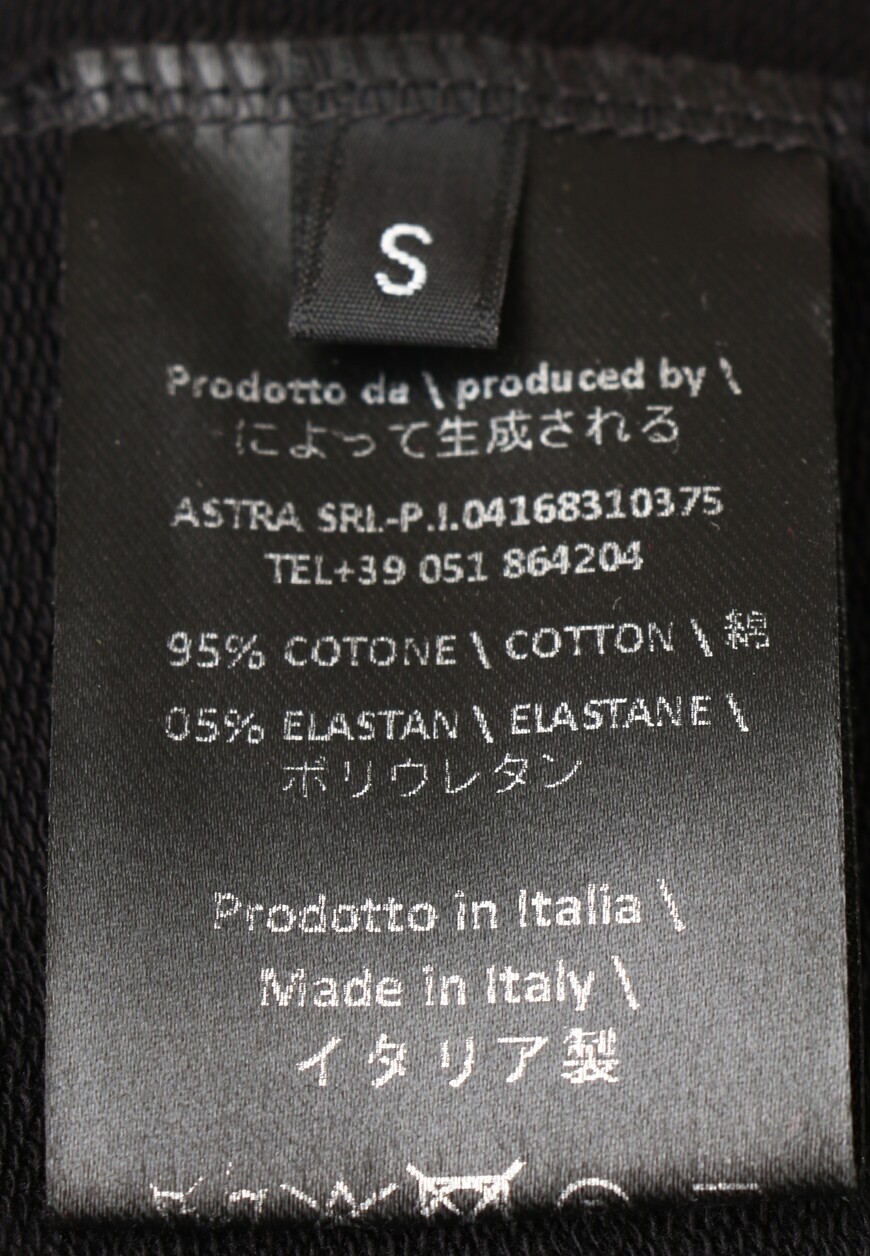 S
Prodotto da \ produced by \
によって生成される
ASTRA SRL-P.I.04168310375
TEL+39 051 864204
95% COTONE \ COTTON \ 綿
05% ELASTAN \ ELASTANE \
ポリウレタン
Prodotto in Italia \
Made in Italy \
イタリア製